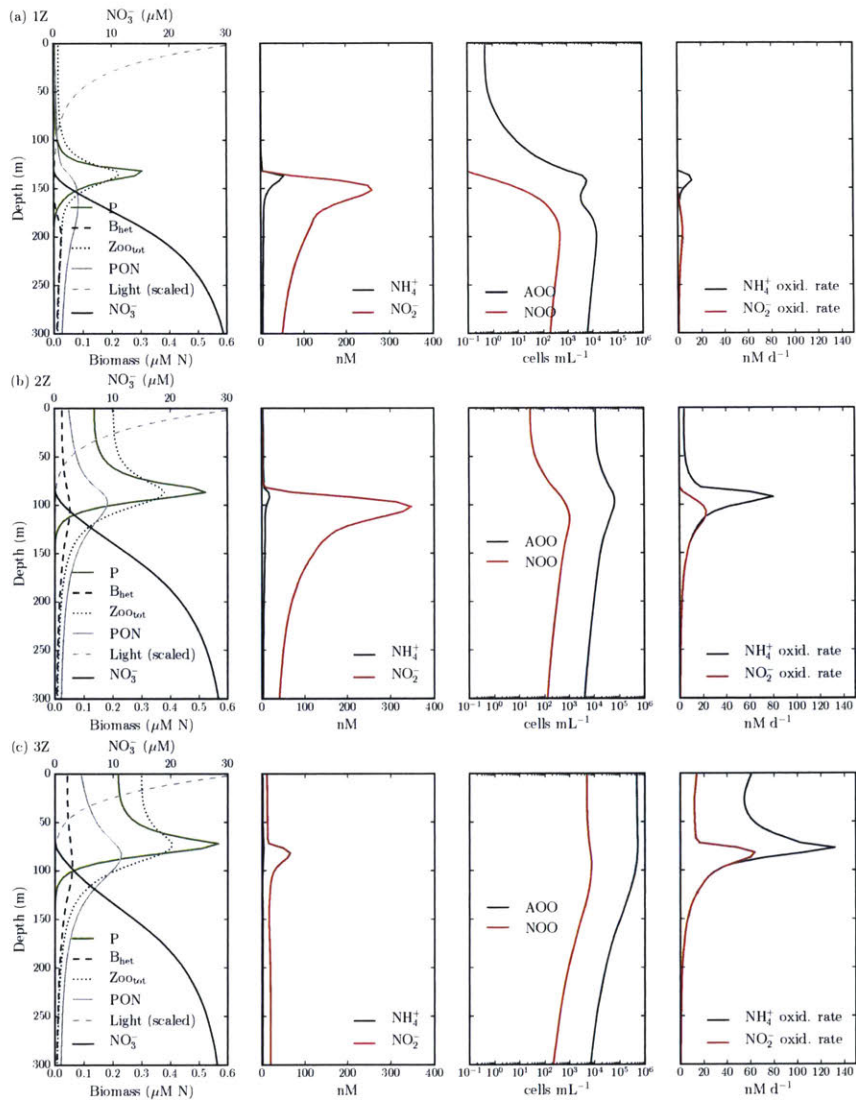 (a) 1Z
NO₃⁻ (μM)
0 10 20 30
0
50
100
150
200
250
300
Depth (m)
P
B_het
Zoo_tot
PON
Light (scaled)
NO₃⁻
0.0 0.1 0.2 0.3 0.4 0.5 0.6
Biomass (μM N)
NH₄⁺
NO₂⁻
0 100 200 300 400
nM
AOO
NOO
10⁻¹ 10⁰ 10¹ 10² 10³ 10⁴ 10⁵ 10⁶
cells mL⁻¹
NH₄⁺ oxid. rate
NO₂⁻ oxid. rate
0 20 40 60 80 100 120 140
nM d⁻¹
(b) 2Z
NO₃⁻ (μM)
0 10 20 30
0
50
100
150
200
250
300
Depth (m)
P
B_het
Zoo_tot
PON
Light (scaled)
NO₃⁻
0.0 0.1 0.2 0.3 0.4 0.5 0.6
Biomass (μM N)
NH₄⁺
NO₂⁻
0 100 200 300 400
nM
AOO
NOO
10⁻¹ 10⁰ 10¹ 10² 10³ 10⁴ 10⁵ 10⁶
cells mL⁻¹
NH₄⁺ oxid. rate
NO₂⁻ oxid. rate
0 20 40 60 80 100 120 140
nM d⁻¹
(c) 3Z
NO₃⁻ (μM)
0 10 20 30
0
50
100
150
200
250
300
Depth (m)
P
B_het
Zoo_tot
PON
Light (scaled)
NO₃⁻
0.0 0.1 0.2 0.3 0.4 0.5 0.6
Biomass (μM N)
NH₄⁺
NO₂⁻
0 100 200 300 400
nM
AOO
NOO
10⁻¹ 10⁰ 10¹ 10² 10³ 10⁴ 10⁵ 10⁶
cells mL⁻¹
NH₄⁺ oxid. rate
NO₂⁻ oxid. rate
0 20 40 60 80 100 120 140
nM d⁻¹